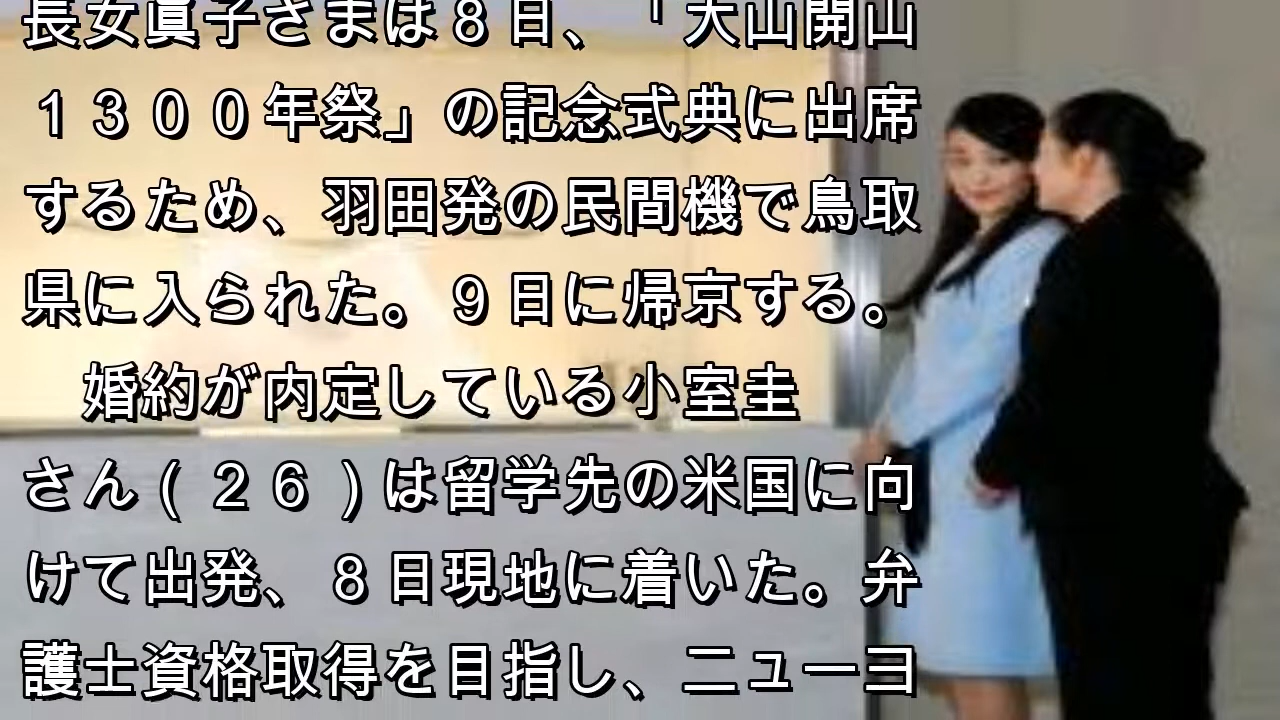 長女眞子さまは８日、「大山開山
１３００年祭」の記念式典に出席
するため、羽田発の民間機で鳥取
県に入られた。９日に帰京する。
婚約が内定している小室圭
さん（２６）は留学先の米国に向
けて出発、８日現地に着いた。弁
護士資格取得を目指し、ニューヨ